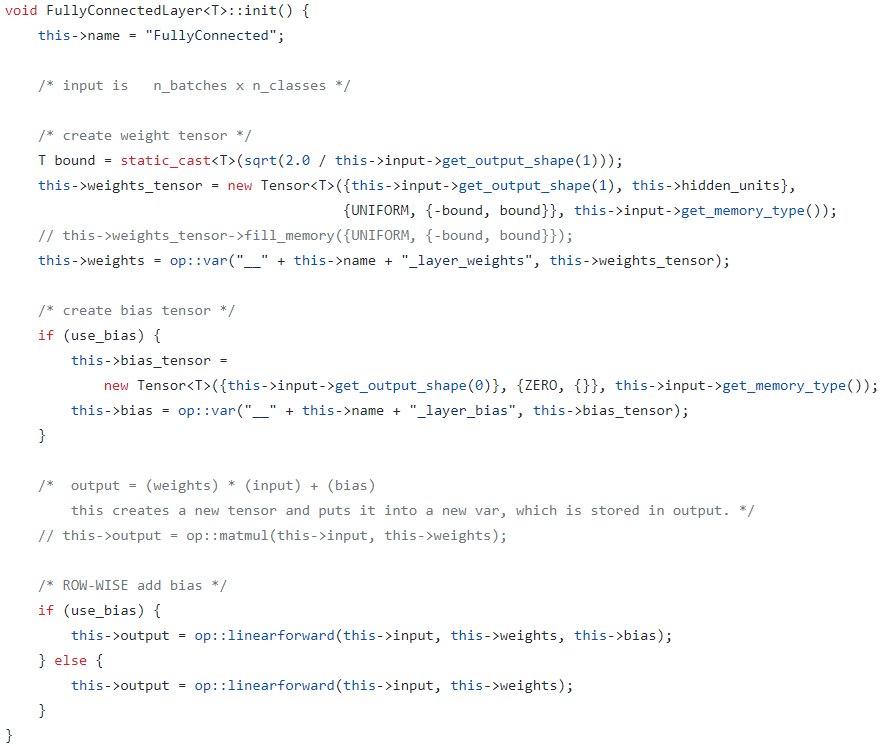 void FullyConnectedLayer<T>::init() {
    this->name = "FullyConnected";

    /* input is   n_batches x n_classes */

    /* create weight tensor */
    T bound = static_cast<T>(sqrt(2.0 / this->input->get_output_shape(1)));
    this->weights_tensor = new Tensor<T>({this->input->get_output_shape(1), this->hidden_units},
                                         {UNIFORM, {-bound, bound}}, this->input->get_memory_type());
    // this->weights_tensor->fill_memory({UNIFORM, {-bound, bound}});
    this->weights = op::var("__" + this->name + "_layer_weights", this->weights_tensor);

    /* create bias tensor */
    if (use_bias) {
        this->bias_tensor =
            new Tensor<T>({this->input->get_output_shape(0)}, {ZERO, {}}, this->input->get_memory_type());
        this->bias = op::var("__" + this->name + "_layer_bias", this->bias_tensor);
    }

    /*  output = (weights) * (input) + (bias)
        this creates a new tensor and puts it into a new var, which is stored in output. */
    // this->output = op::matmul(this->input, this->weights);

    /* ROW-WISE add bias */
    if (use_bias) {
        this->output = op::linearforward(this->input, this->weights, this->bias);
    } else {
        this->output = op::linearforward(this->input, this->weights);
    }
}